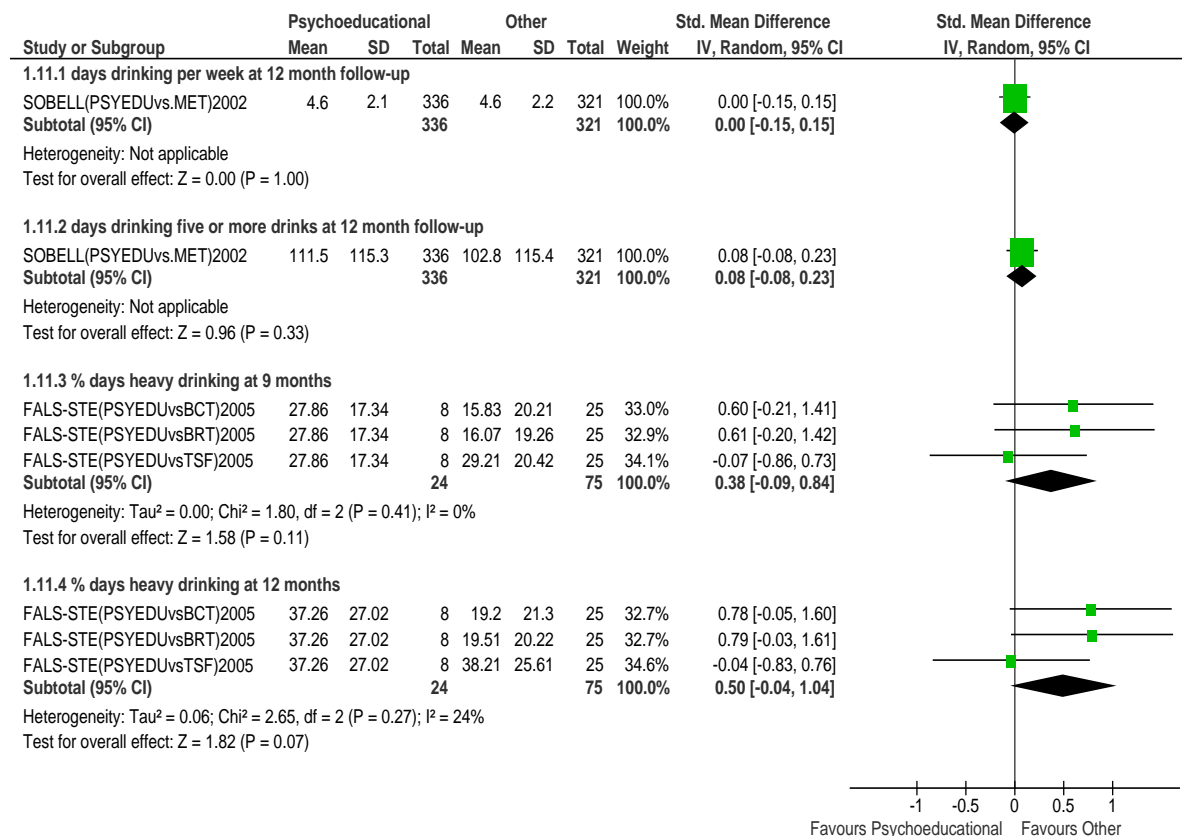 Psychoeducational Other Std. Mean Difference Std. Mean Difference
Study or Subgroup Mean SD Total Mean SD Total Weight IV, Random, 95% CI IV, Random, 95% CI
1.11.1 days drinking per week at 12 month follow-up
SOBELL(PSYEDUvs.MET)2002 4.6 2.1 336 4.6 2.2 321 100.0% 0.00 [-0.15, 0.15]
Subtotal (95% CI) 336 321 100.0% 0.00 [-0.15, 0.15]
Heterogeneity: Not applicable
Test for overall effect: Z = 0.00 (P = 1.00)
1.11.2 days drinking five or more drinks at 12 month follow-up
SOBELL(PSYEDUvs.MET)2002 111.5 115.3 336 102.8 115.4 321 100.0% 0.08 [-0.08, 0.23]
Subtotal (95% CI) 336 321 100.0% 0.08 [-0.08, 0.23]
Heterogeneity: Not applicable
Test for overall effect: Z = 0.96 (P = 0.33)
1.11.3 % days heavy drinking at 9 months
FALS-STE(PSYEDUvsBCT)2005 27.86 17.34 8 15.83 20.21 25 33.0% 0.60 [-0.21, 1.41]
FALS-STE(PSYEDUvsBRT)2005 27.86 17.34 8 16.07 19.26 25 32.9% 0.61 [-0.20, 1.42]
FALS-STE(PSYEDUvsTSF)2005 27.86 17.34 8 29.21 20.42 25 34.1% -0.07 [-0.86, 0.73]
Subtotal (95% CI) 24 75 100.0% 0.38 [-0.09, 0.84]
Heterogeneity: Tau² = 0.00; Chi² = 1.80, df = 2 (P = 0.41); I² = 0%
Test for overall effect: Z = 1.58 (P = 0.11)
1.11.4 % days heavy drinking at 12 months
FALS-STE(PSYEDUvsBCT)2005 37.26 27.02 8 19.2 21.3 25 32.7% 0.78 [-0.05, 1.60]
FALS-STE(PSYEDUvsBRT)2005 37.26 27.02 8 19.51 20.22 25 32.7% 0.79 [-0.03, 1.61]
FALS-STE(PSYEDUvsTSF)2005 37.26 27.02 8 38.21 25.61 25 34.6% -0.04 [-0.83, 0.76]
Subtotal (95% CI) 24 75 100.0% 0.50 [-0.04, 1.04]
Heterogeneity: Tau² = 0.06; Chi² = 2.65, df = 2 (P = 0.27); I² = 24%
Test for overall effect: Z = 1.82 (P = 0.07)
-1 -0.5 0 0.5 1
Favours Psychoeducational Favours Other